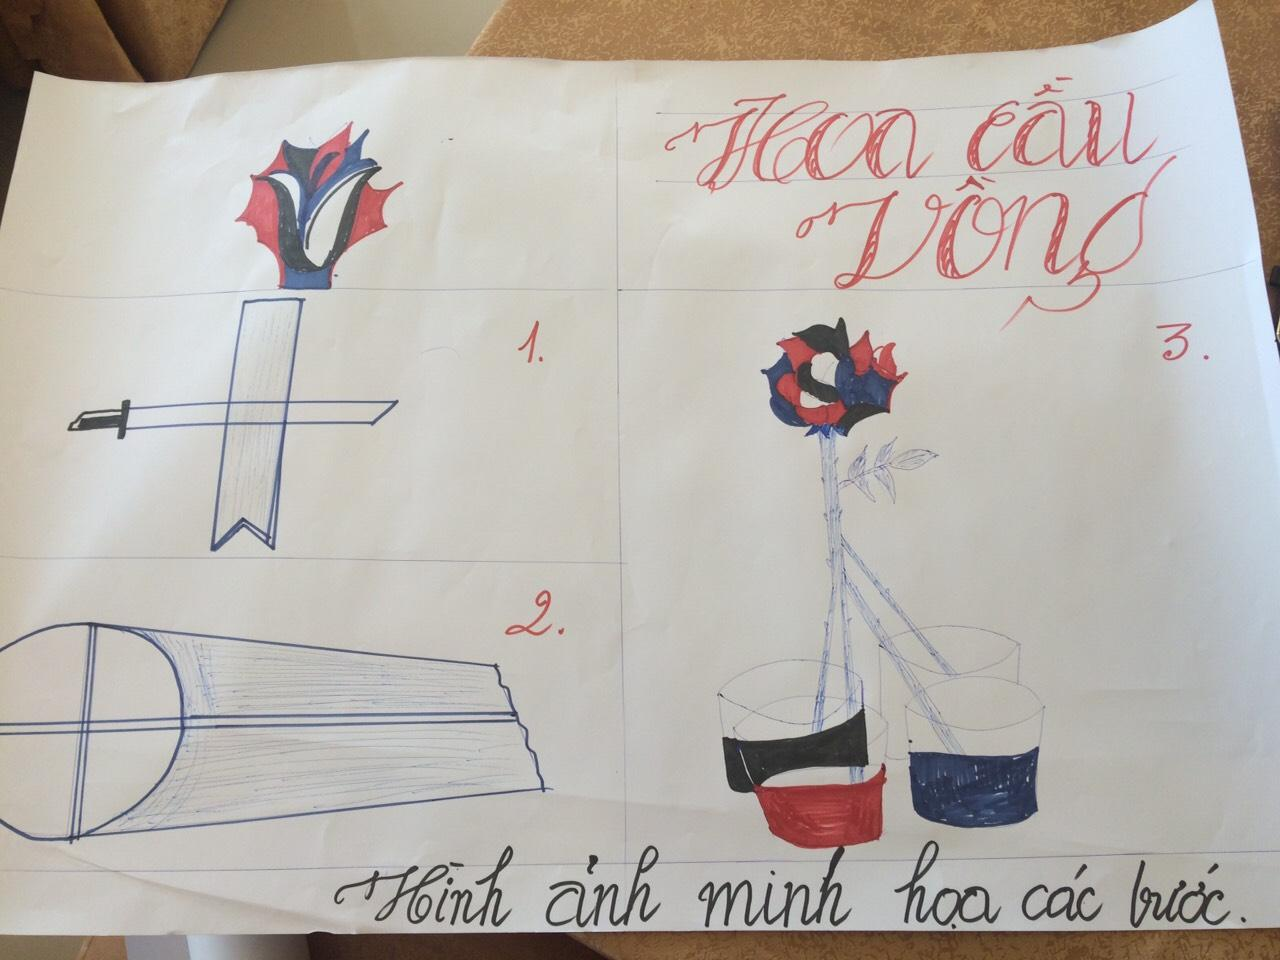 Hoa cầu
Vồng
1.
2.
3.
Hình ảnh minh họa các bước.